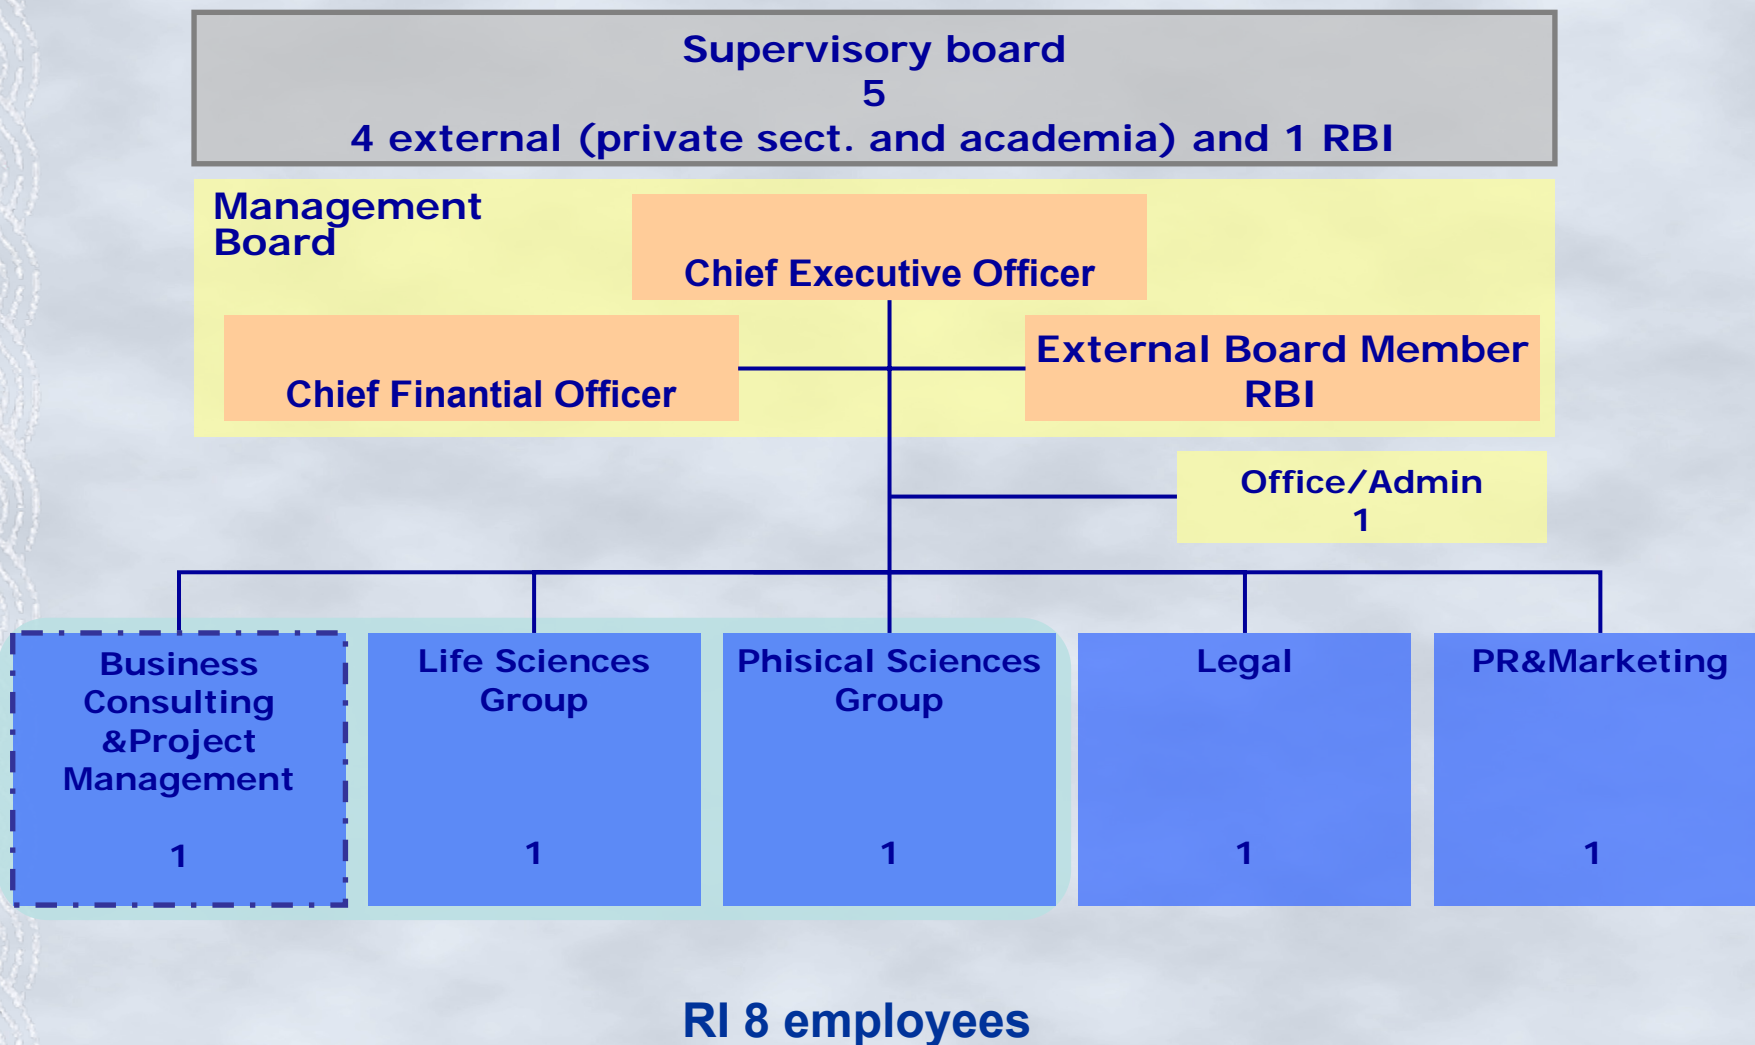 Supervisory board
5
4 external (private sect. and academia) and 1 RBI
Management
Board
Chief Executive Officer
Chief Finantial Officer
External Board Member
RBI
Office/Admin
1
Business
Consulting
&Project
Management
1
Life Sciences
Group
1
Phisical Sciences
Group
1
Legal
1
PR&Marketing
1
RI 8 employees